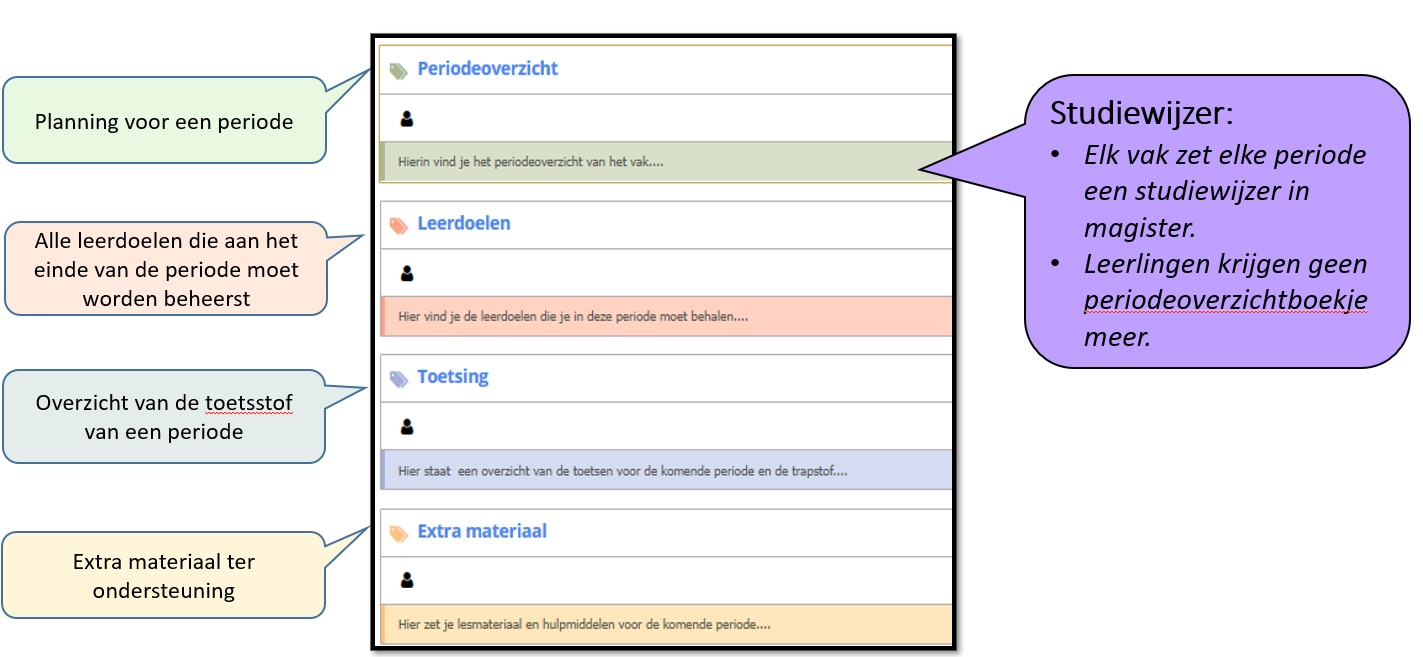 Planning voor een periode
Alle leerdoelen die aan het
einde van de periode moet
worden beheerst
Overzicht van de toetsstof
van een periode
Extra materiaal ter
ondersteuning
Periodeoverzicht
Hierin vind je het periodeoverzicht van het vak....
Leerdoelen
Hier vind je de leerdoelen die je in deze periode moet behalen....
Toetsing
Hier staat  een overzicht van de toetsen voor de komende periode en de trapstof....
Extra materiaal
Hier zet je lesmateriaal en hulpmiddelen voor de komende periode....
Studiewijzer:
• Elk vak zet elke periode
een studiewijzer in
magister.
• Leerlingen krijgen geen
periodeoverzichtboekje
meer.